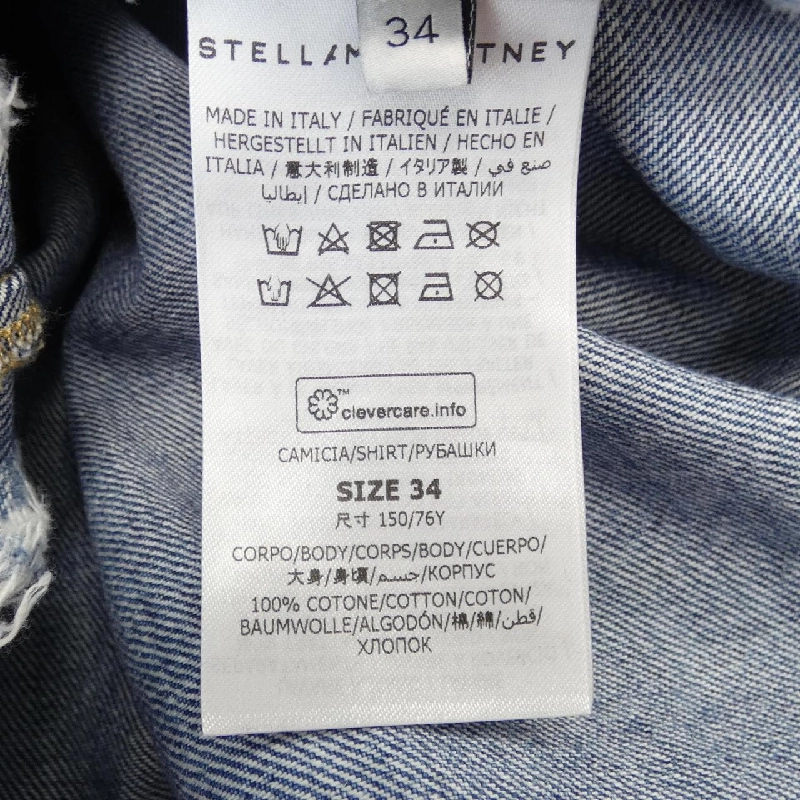 34
STELLA TNEY
MADE IN ITALY / FABRIQUÉ EN ITALIE /
HERGESTELLT IN ITALIEN / HECHO EN
ITALIA / 意大利制造 / イタリア製 / صنع في
إيطاليا / СДЕЛАНО В ИТАЛИИ
clevercare.info
CAMICIA/SHIRT/РУБАШКИ
SIZE 34
尺寸 150/76Y
CORPO/BODY/CORPS/BODY/CUERPO/
大身/身頃/جسم/КОРПУС
100% COTONE/COTTON/COTON/
BAUMWOLLE/ALGODÓN/棉/綿/قطن/
ХЛОПОК